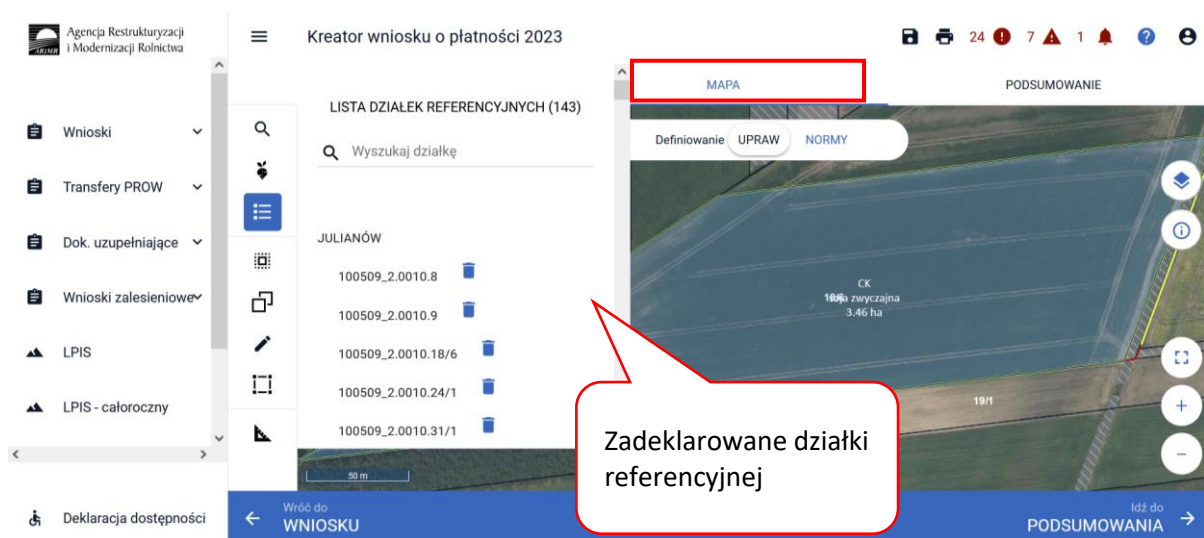 Agencja Restrukturyzacji
i Modernizacji Rolnictwa
ARiMR
Kreator wniosku o płatności 2023
24
7
1
Wnioski
Transfery PROW
Dok. uzupełniające
Wnioski zalesieniowe
LPIS
LPIS - całoroczny
Deklaracja dostępności
LISTA DZIAŁEK REFERENCYJNYCH (143)
Wyszukaj działkę
JULIANÓW
100509_2.0010.8
100509_2.0010.9
100509_2.0010.18/6
100509_2.0010.24/1
100509_2.0010.31/1
50 m
MAPA
PODSUMOWANIE
Definiowanie UPRAW NORMY
CK
soja zwyczajna
3.46 ha
19/1
Zadeklarowane działki
referencyjnej
Wróć do
WNIOSKU
Idź do
PODSUMOWANIA